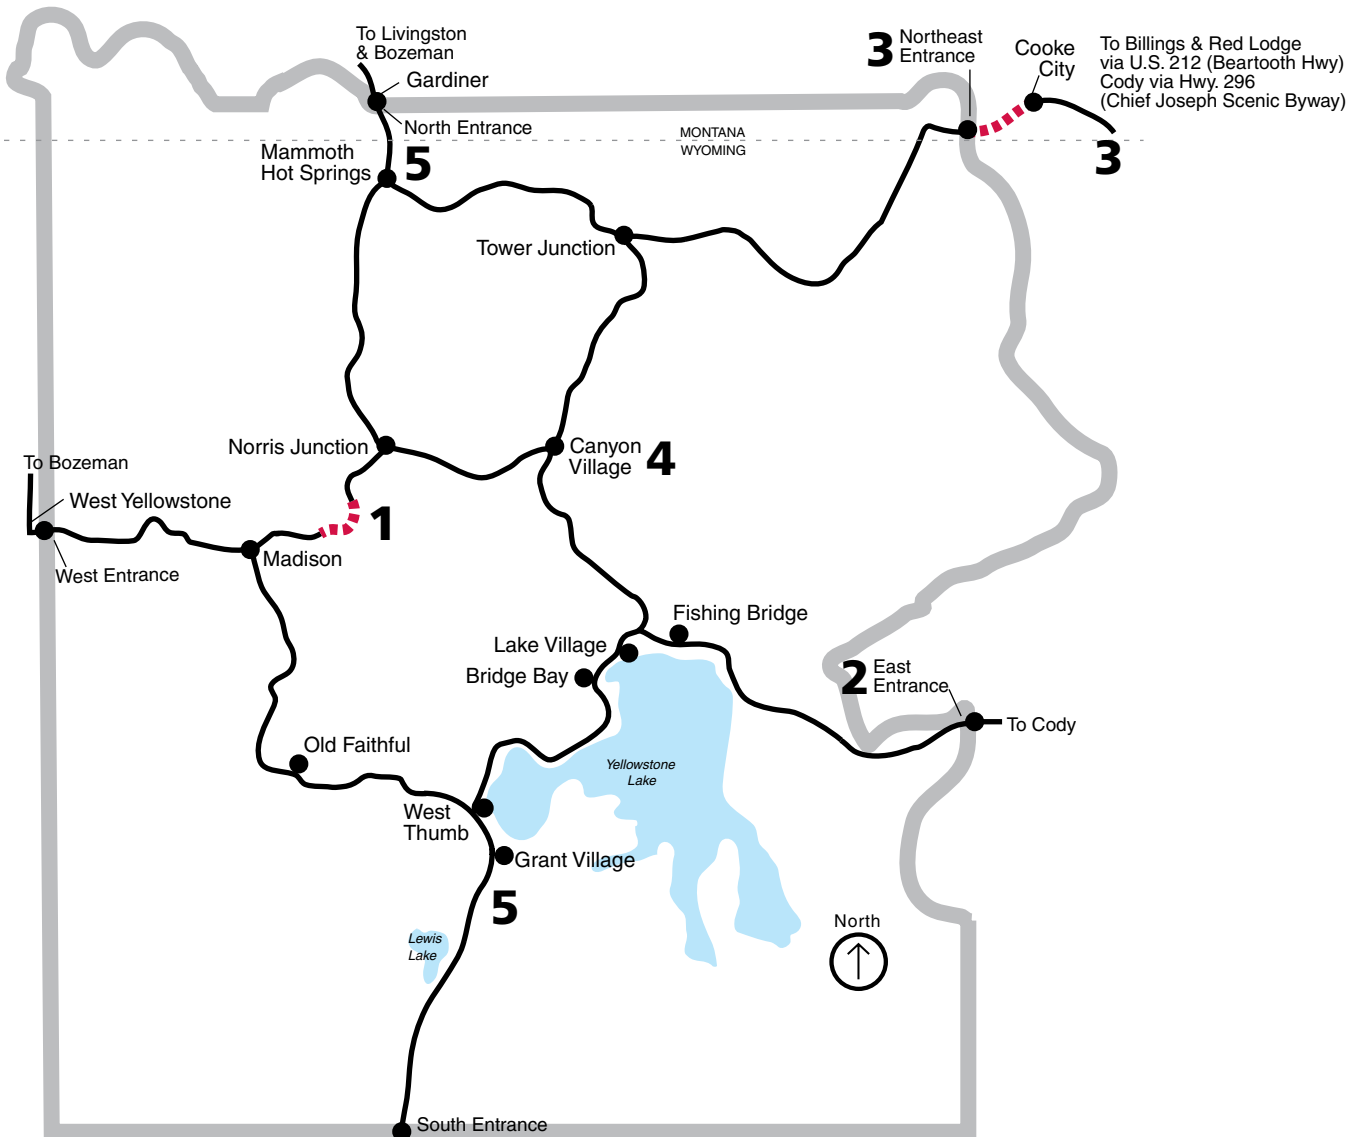 To Livingston
& Bozeman
Gardiner
North Entrance
3
Northeast
Entrance
Cooke
City
To Billings & Red Lodge
via U.S. 212 (Beartooth Hwy)
Cody via Hwy. 296
(Chief Joseph Scenic Byway)
3
MONTANA
WYOMING
Mammoth
Hot Springs
5
Tower Junction
Norris Junction
Canyon
Village
4
To Bozeman
West Yellowstone
1
Madison
West Entrance
Fishing Bridge
Lake Village
Bridge Bay
2
East
Entrance
To Cody
Old Faithful
Yellowstone
Lake
West
Thumb
Grant Village
5
Lewis
Lake
North
South Entrance